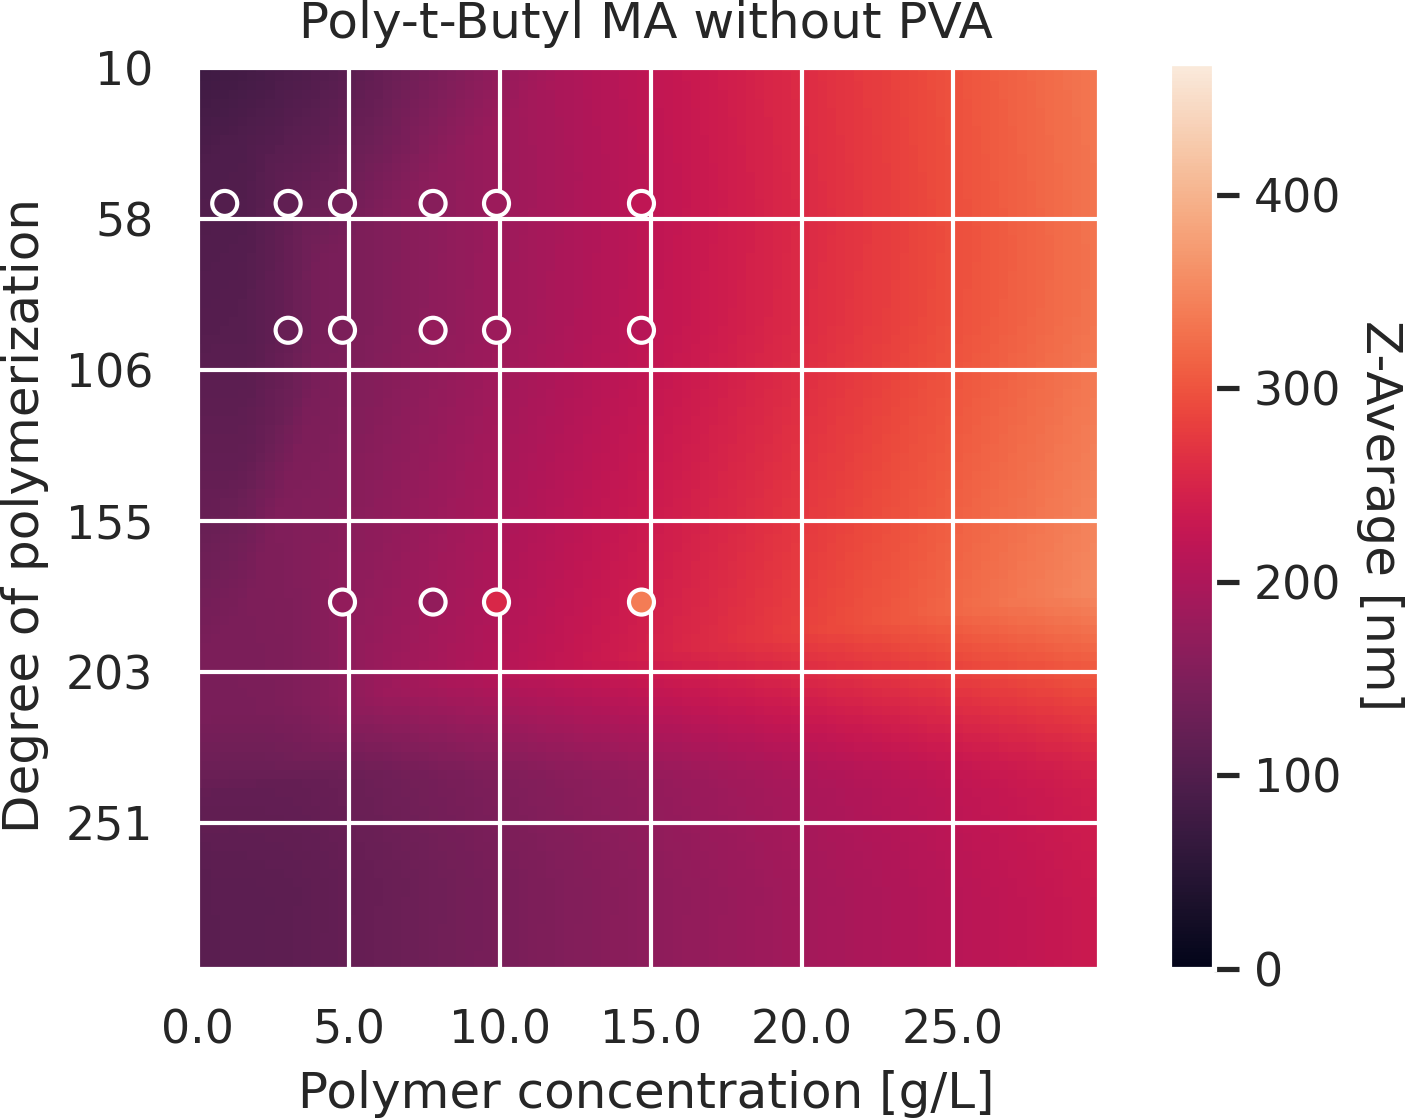 Poly-t-Butyl MA without PVA
10
58
106
155
203
251
Degree of polymerization
0.0 5.0 10.0 15.0 20.0 25.0
Polymer concentration [g/L]
400
300
200
100
0
Z-Average [nm]